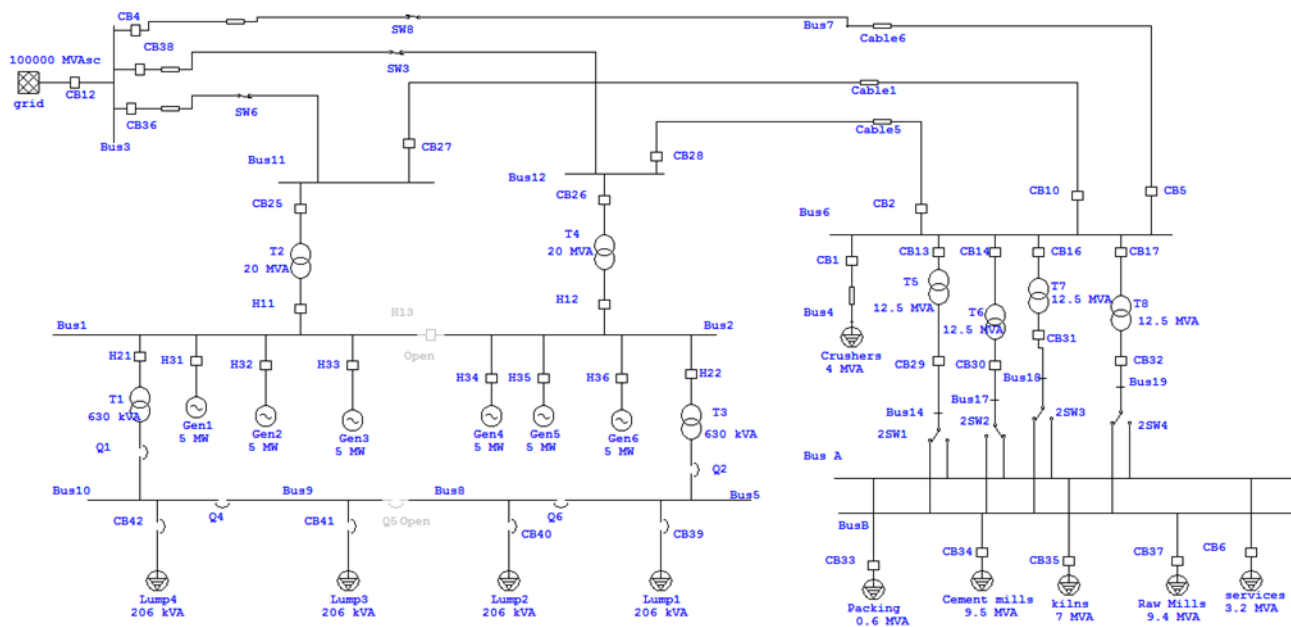 CB4
SW8
Bus7
Cable6
CB38
100000 MVAsc
SW3
CB12
grid
SW6
Cable1
CB36
Bus3
Cable5
CB27
CB28
Bus11
Bus12
CB25
CB26
CB2
CB10
CB5
Bus6
T2
20 MVA
T4
20 MVA
CB1
CB13
CB14
CB16
CB17
T5
12.5 MVA
T7
12.5 MVA
T6
12.5 MVA
T8
12.5 MVA
H11
H12
H13
Open
Bus4
Crushers
4 MVA
CB31
CB29
CB30
CB32
Bus1
Bus2
H21
H31
H32
H33
H34
H35
H36
H22
Bus18
Bus19
Bus17
Bus14
T1
630 kVA
Gen1
5 MW
Gen2
5 MW
Gen3
5 MW
Gen4
5 MW
Gen5
5 MW
Gen6
5 MW
T3
630 kVA
2SW1
2SW2
2SW3
2SW4
Q1
Q2
Bus A
Bus10
Bus9
Bus8
Bus5
BusB
CB42
Q4
CB41
Q5 Open
Q6
CB40
CB39
CB33
CB34
CB35
CB37
CB6
Lump4
206 kVA
Lump3
206 kVA
Lump2
206 kVA
Lump1
206 kVA
Packing
0.6 MVA
Cement mills
9.5 MVA
kilns
7 MVA
Raw Mills
9.4 MVA
services
3.2 MVA